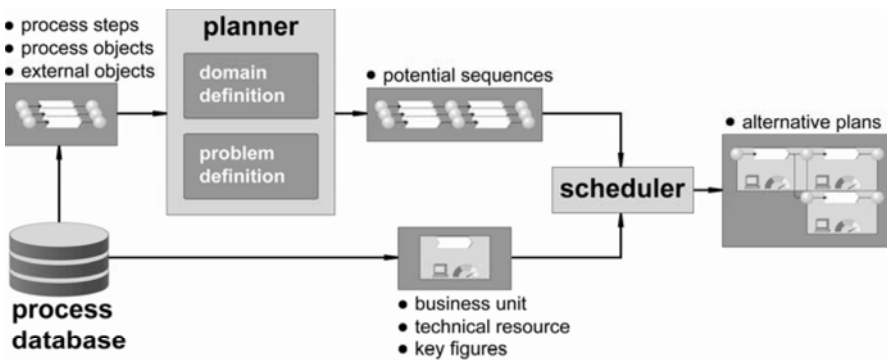 ● process steps
● process objects
● external objects
planner
domain
definition
problem
definition
● potential sequences
scheduler
● alternative plans
process
database
● business unit
● technical resource
● key figures